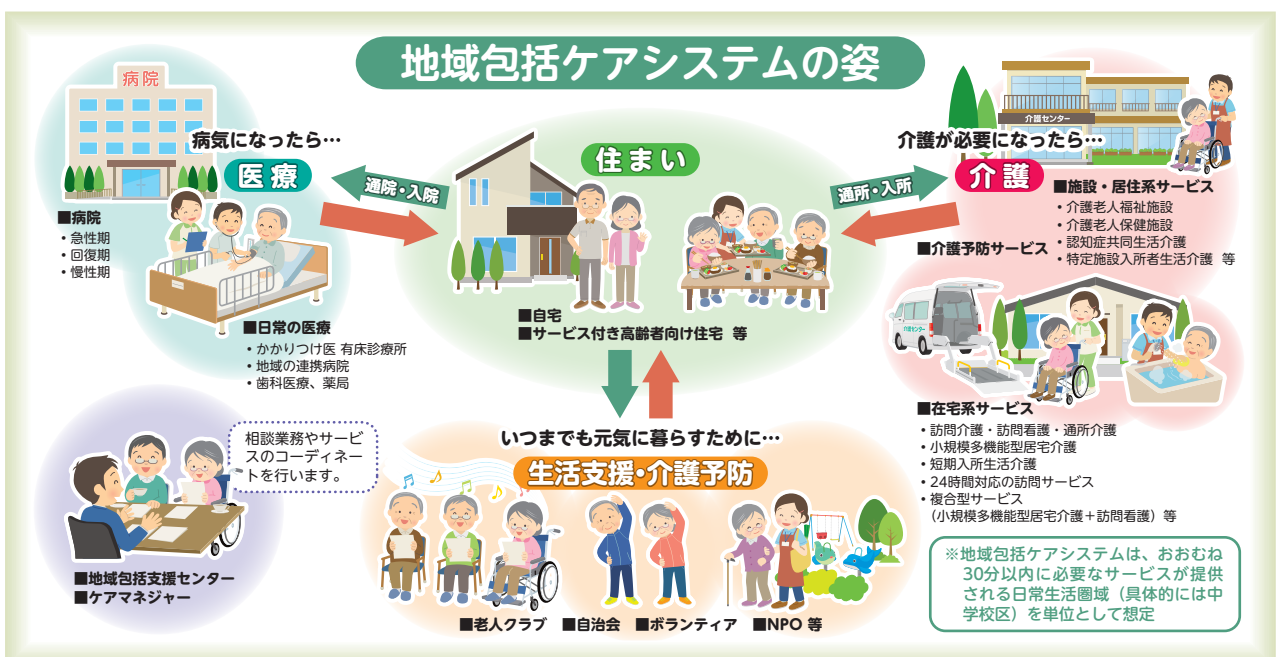 地域包括ケアシステムの姿
病院
病気になったら…
医療
通院・入院
■病院
・急性期
・回復期
・慢性期
■日常の医療
・かかりつけ医 有床診療所
・地域の連携病院
・歯科医療、薬局
住まい
■自宅
■サービス付き高齢者向け住宅 等
介護センター
介護が必要になったら…
介護
通所・入所
■施設・居住系サービス
・介護老人福祉施設
・介護老人保健施設
・認知症共同生活介護
・特定施設入所者生活介護 等
■介護予防サービス
介護センター
■在宅系サービス
・訪問介護・訪問看護・通所介護
・小規模多機能型居宅介護
・短期入所生活介護
・24時間対応の訪問サービス
・複合型サービス
（小規模多機能型居宅介護＋訪問看護）等
相談業務やサービ
スのコーディネー
トを行います。
■地域包括支援センター
■ケアマネジャー
いつまでも元気に暮らすために…
生活支援・介護予防
■老人クラブ ■自治会 ■ボランティア ■NPO 等
※地域包括ケアシステムは、おおむね
30分以内に必要なサービスが提供
される日常生活圏域（具体的には中
学校区）を単位として想定